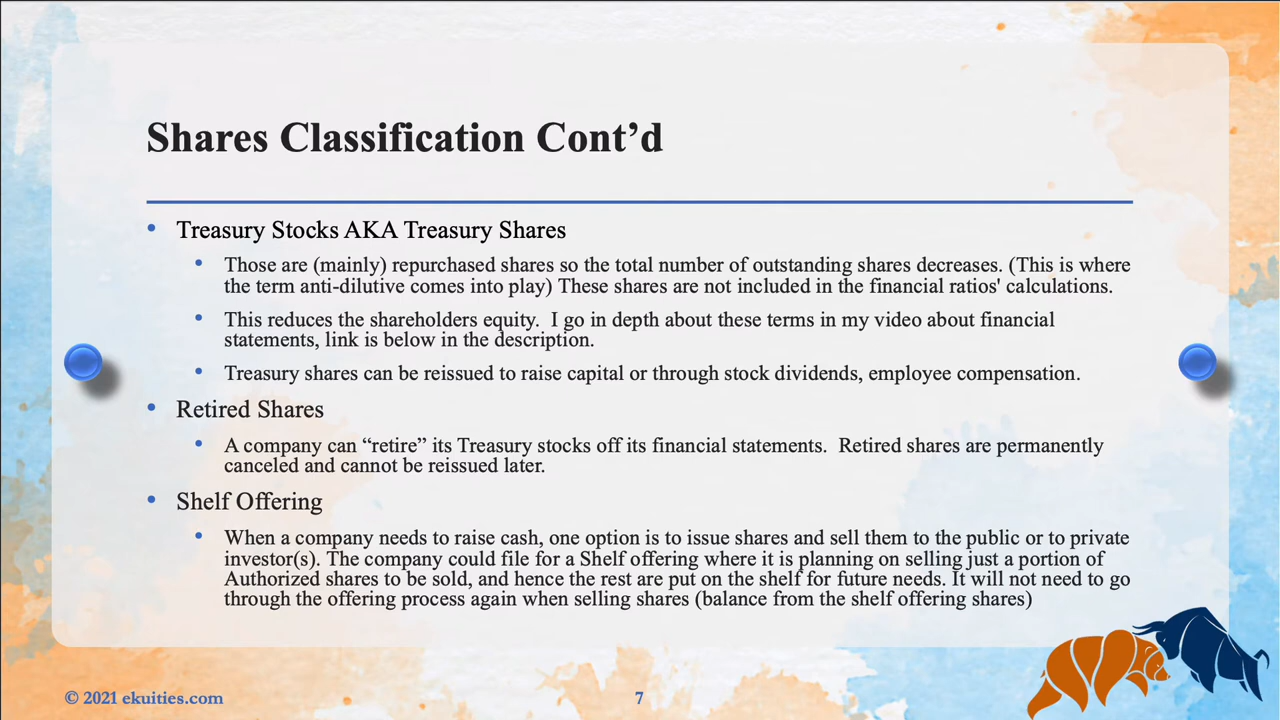 Shares Classification Cont’d
• Treasury Stocks AKA Treasury Shares
• Those are (mainly) repurchased shares so the total number of outstanding shares decreases. (This is where
the term anti-dilutive comes into play) These shares are not included in the financial ratios' calculations.
• This reduces the shareholders equity.  I go in depth about these terms in my video about financial
statements, link is below in the description.
• Treasury shares can be reissued to raise capital or through stock dividends, employee compensation.
• Retired Shares
• A company can “retire” its Treasury stocks off its financial statements.  Retired shares are permanently
canceled and cannot be reissued later.
• Shelf Offering
• When a company needs to raise cash, one option is to issue shares and sell them to the public or to private
investor(s). The company could file for a Shelf offering where it is planning on selling just a portion of
Authorized shares to be sold, and hence the rest are put on the shelf for future needs. It will not need to go
through the offering process again when selling shares (balance from the shelf offering shares)
© 2021 ekuities.com
7